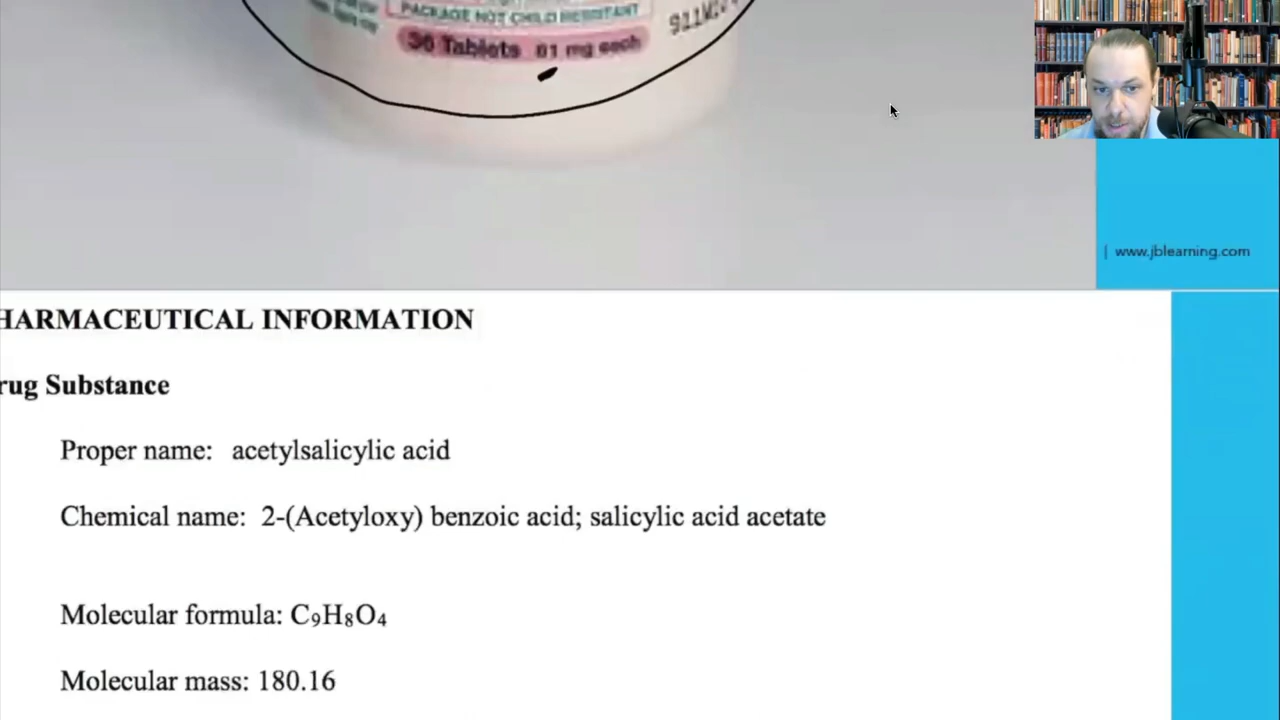 PACKAGE NOT CHILD RESISTANT
36 Tablets 81 mg each
| www.jblearning.com
HARMACEUTICAL INFORMATION
rug Substance
Proper name: acetylsalicylic acid
Chemical name: 2-(Acetyloxy) benzoic acid; salicylic acid acetate
Molecular formula: C₉H₈O₄
Molecular mass: 180.16